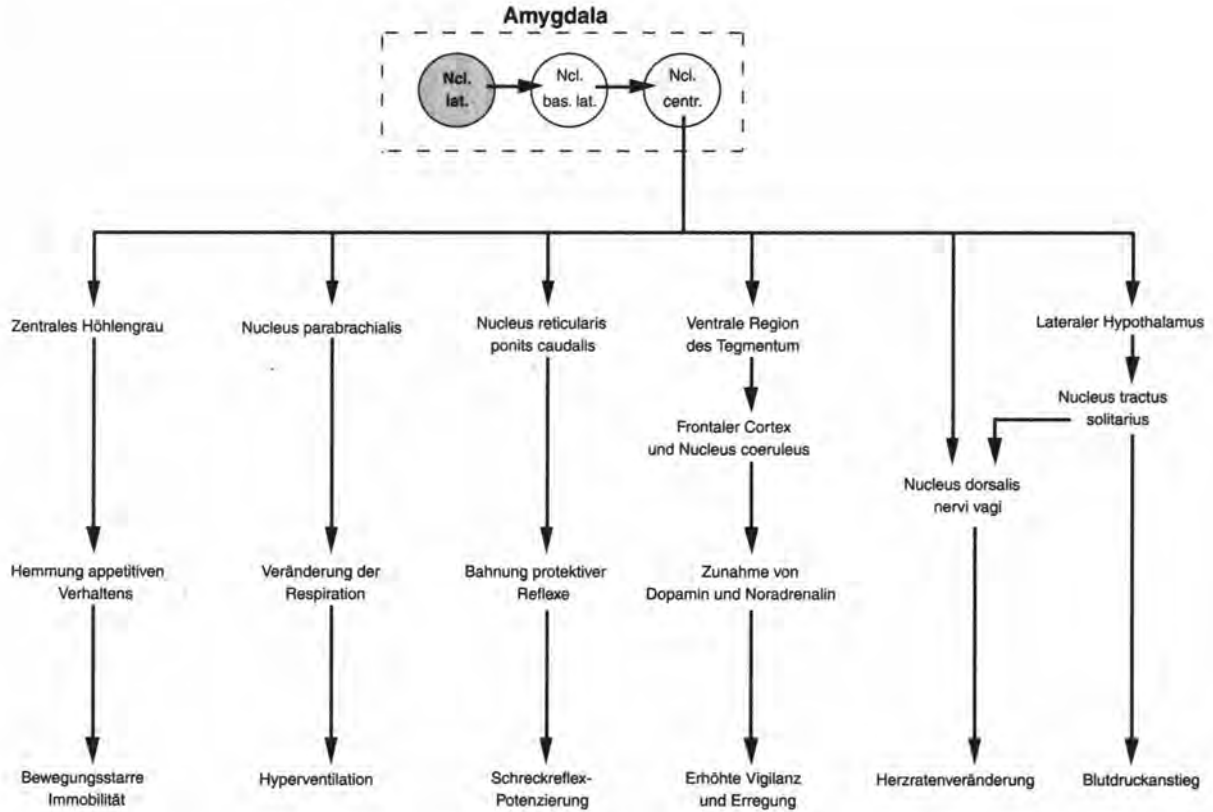 Amygdala
Ncl.
lat.
Ncl.
bas. lat.
Ncl.
centr.
Zentrales Höhlengrau
Nucleus parabrachialis
Nucleus reticularis
ponits caudalis
Ventrale Region
des Tegmentum
Lateraler Hypothalamus
Nucleus tractus
solitarius
Frontaler Cortex
und Nucleus coeruleus
Nucleus dorsalis
nervi vagi
Hemmung appetitiven
Verhaltens
Veränderung der
Respiration
Bahnung protektiver
Reflexe
Zunahme von
Dopamin und Noradrenalin
Bewegungsstarre
Immobilität
Hyperventilation
Schreckreflex-
Potenzierung
Erhöhte Vigilanz
und Erregung
Herzratenveränderung
Blutdruckanstieg